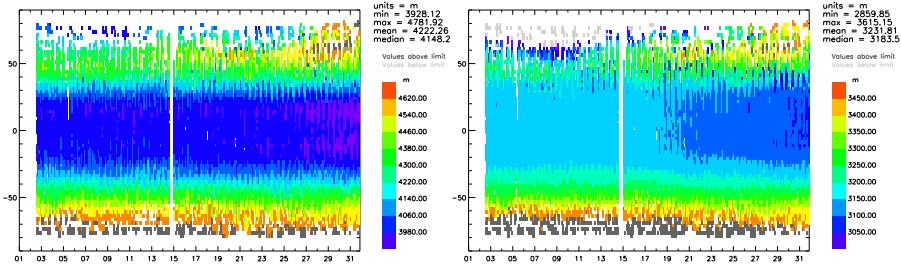 units = m
min = 3928.12
max = 4781.92
mean = 4222.26
median = 4148.2
Values above limit
Values below limit
m
4620.00
4540.00
4460.00
4380.00
4300.00
4220.00
4140.00
4060.00
3980.00
50
0
-50
01 03 05 07 09 11 13 15 17 19 21 23 25 27 29 31
units = m
min = 2859.85
max = 3615.15
mean = 3231.81
median = 3183.5
Values above limit
Values below limit
m
3450.00
3400.00
3350.00
3300.00
3250.00
3200.00
3150.00
3100.00
3050.00
50
0
-50
01 03 05 07 09 11 13 15 17 19 21 23 25 27 29 31